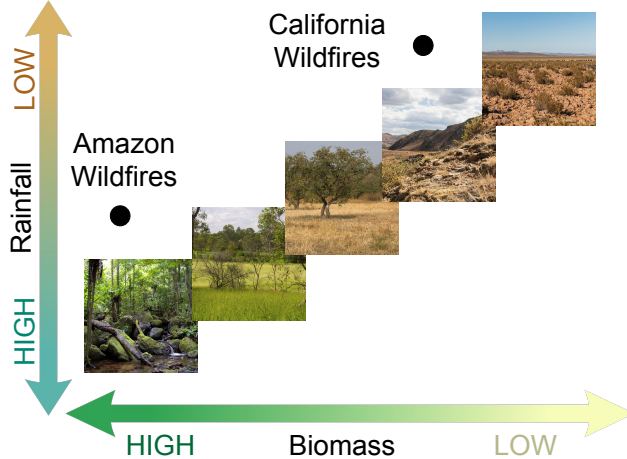 California
Wildfires
LOW
Amazon
Wildfires
Rainfall
HIGH
HIGH
Biomass
LOW